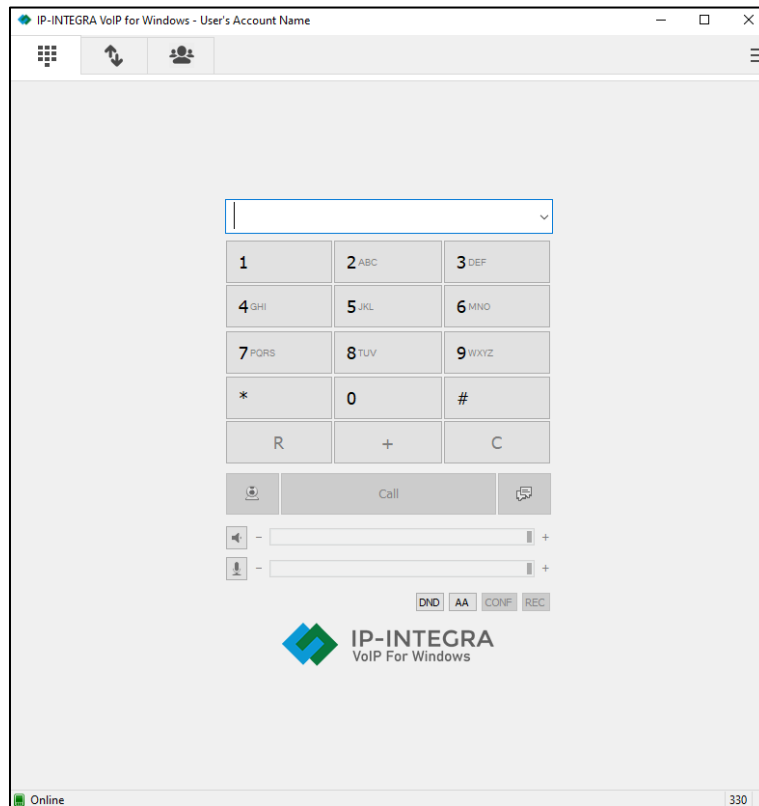 IP-INTEGRA VoIP for Windows - User's Account Name
1 2 ABC 3 DEF
4 GHI 5 JKL 6 MNO
7 PQRS 8 TUV 9 WXYZ
* 0 #
R + C
Call
- +
- +
DND AA CONF REC
IP-INTEGRA
VoIP For Windows
Online 330